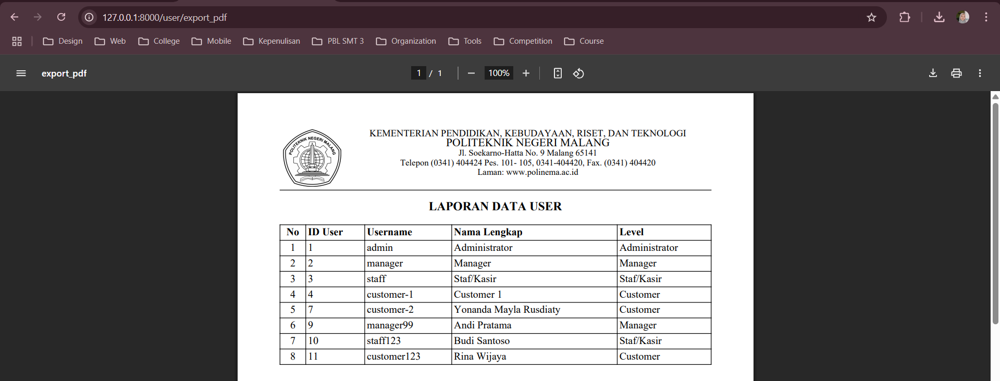 127.0.0.1:8000/user/export_pdf
Design Web College Mobile Kepenulisan PBL SMT 3 Organization Tools Competition Course
export_pdf 1 / 1 100%
POLITEKNIK NEGERI MALANG
KEMENTERIAN PENDIDIKAN, KEBUDAYAAN, RISET, DAN TEKNOLOGI
POLITEKNIK NEGERI MALANG
Jl. Soekarno-Hatta No. 9 Malang 65141
Telepon (0341) 404424 Pes. 101- 105, 0341-404420, Fax. (0341) 404420
Laman: www.polinema.ac.id
LAPORAN DATA USER
No ID User Username Nama Lengkap Level
1 1 admin Administrator Administrator
2 2 manager Manager Manager
3 3 staff Staf/Kasir Staf/Kasir
4 4 customer-1 Customer 1 Customer
5 7 customer-2 Yonanda Mayla Rusdiaty Customer
6 9 manager99 Andi Pratama Manager
7 10 staff123 Budi Santoso Staf/Kasir
8 11 customer123 Rina Wijaya Customer